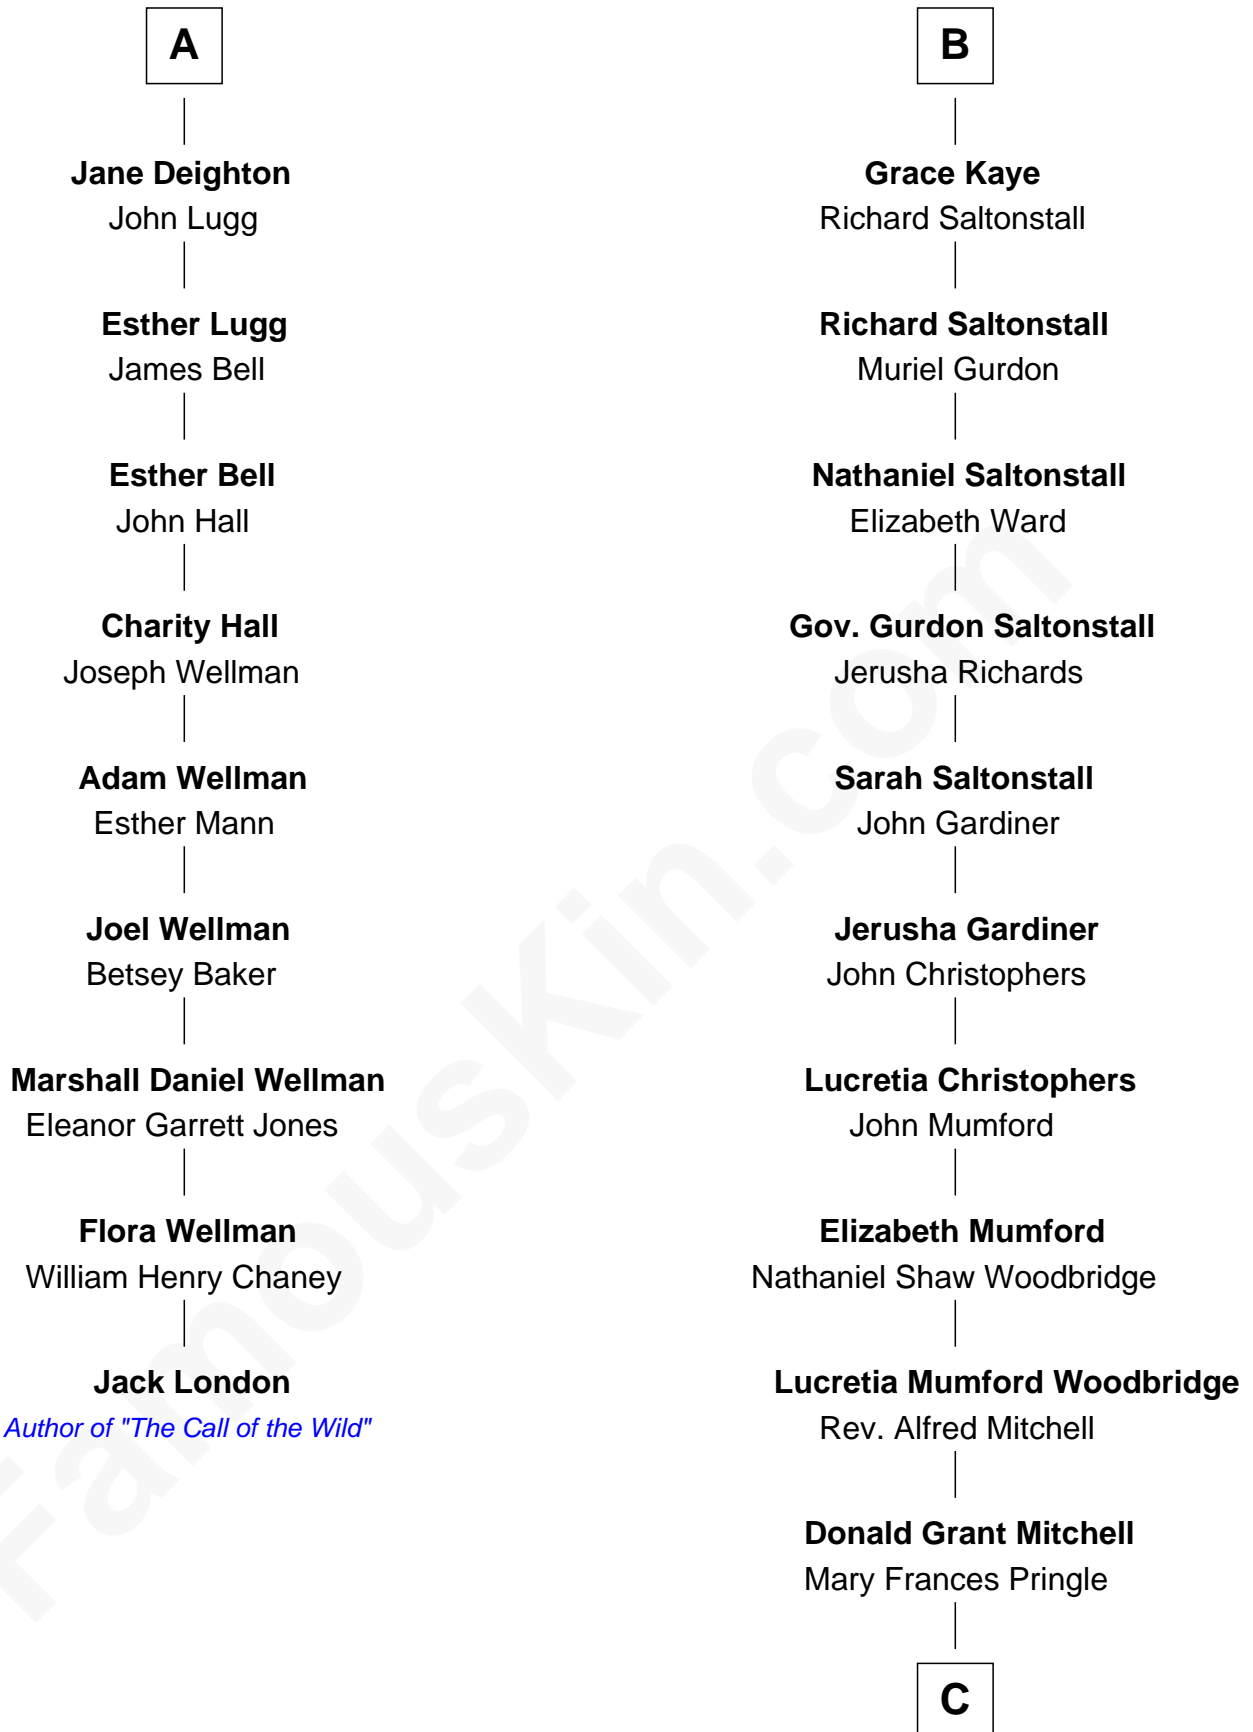 A
Jane Deighton
John Lugg
Esther Lugg
James Bell
Esther Bell
John Hall
Charity Hall
Joseph Wellman
Adam Wellman
Esther Mann
Joel Wellman
Betsey Baker
Marshall Daniel Wellman
Eleanor Garrett Jones
Flora Wellman
William Henry Chaney
Jack London
Author of "The Call of the Wild"
B
Grace Kaye
Richard Saltonstall
Richard Saltonstall
Muriel Gurdon
Nathaniel Saltonstall
Elizabeth Ward
Gov. Gurdon Saltonstall
Jerusha Richards
Sarah Saltonstall
John Gardiner
Jerusha Gardiner
John Christophers
Lucretia Christophers
John Mumford
Elizabeth Mumford
Nathaniel Shaw Woodbridge
Lucretia Mumford Woodbridge
Rev. Alfred Mitchell
Donald Grant Mitchell
Mary Frances Pringle
C
FamousKin.com